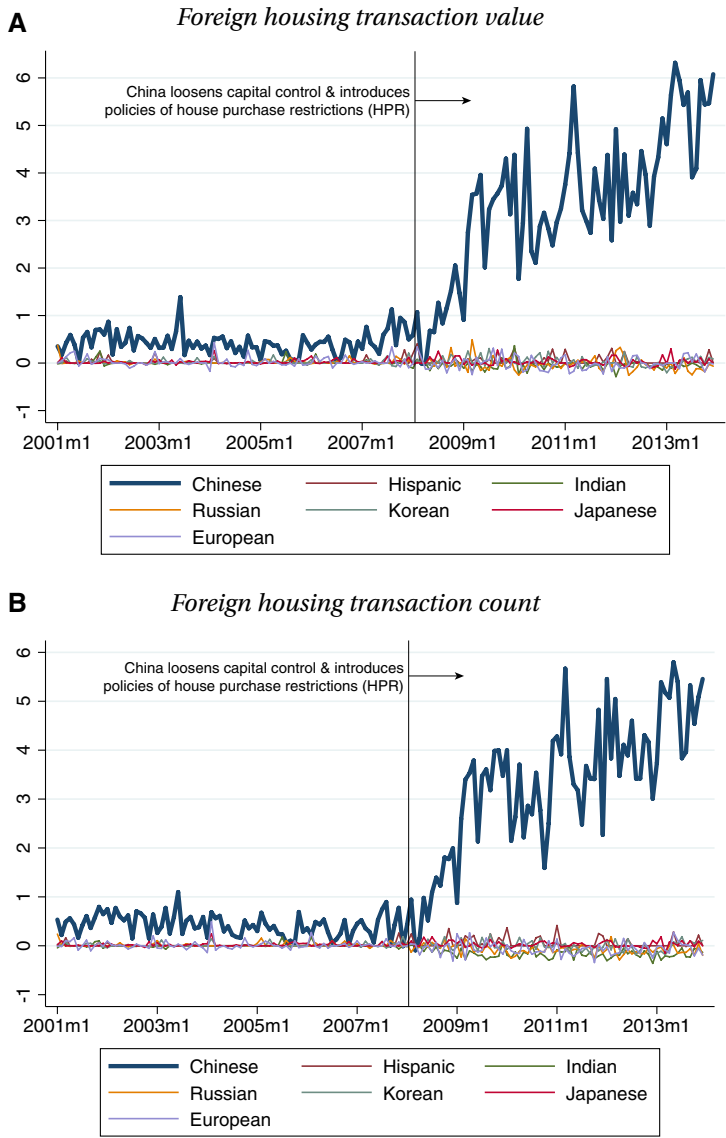 A
Foreign housing transaction value
China loosens capital control & introduces
policies of house purchase restrictions (HPR)
6
5
4
3
2
1
0
-1
2001m1 2003m1 2005m1 2007m1 2009m1 2011m1 2013m1
Chinese Hispanic Indian
Russian Korean Japanese
European
B
Foreign housing transaction count
China loosens capital control & introduces
policies of house purchase restrictions (HPR)
6
5
4
3
2
1
0
-1
2001m1 2003m1 2005m1 2007m1 2009m1 2011m1 2013m1
Chinese Hispanic Indian
Russian Korean Japanese
European